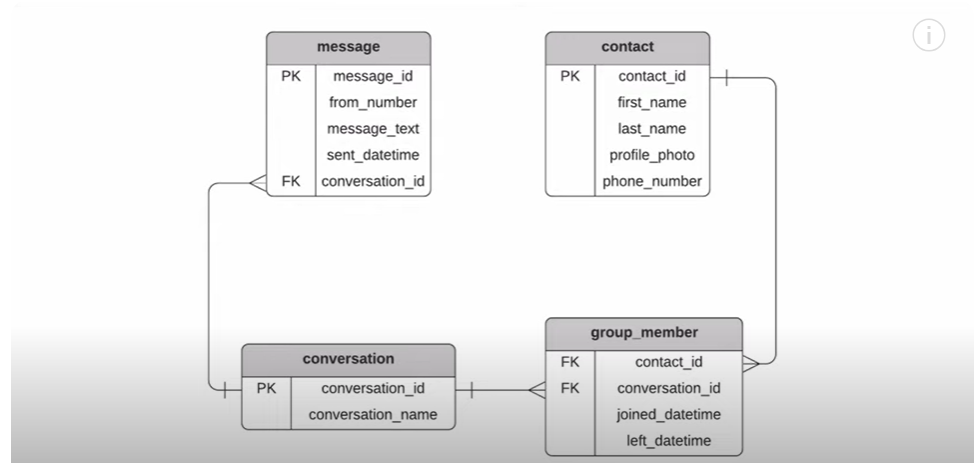 message
PK message_id
from_number
message_text
sent_datetime
FK conversation_id
contact
PK contact_id
first_name
last_name
profile_photo
phone_number
conversation
PK conversation_id
conversation_name
group_member
FK contact_id
FK conversation_id
joined_datetime
left_datetime
i